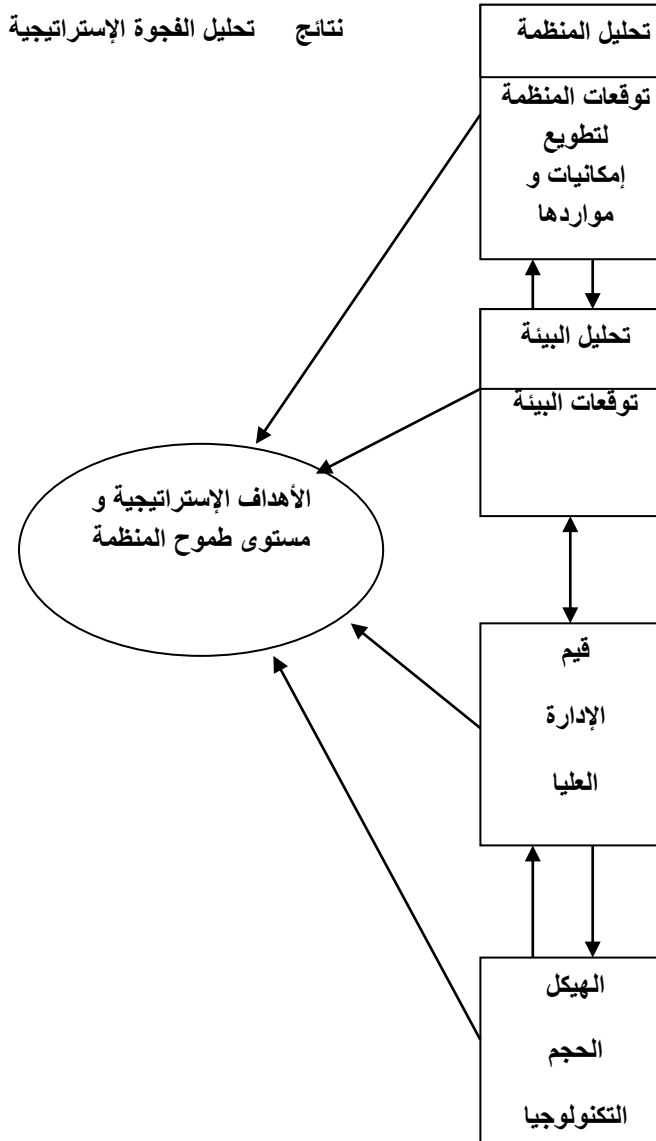 نتائج تحليل الفجوة الإستراتيجية
تحليل المنظمة
توقعات المنظمة
لتطويع
إمكانيات و
مواردها
تحليل البيئة
توقعات البيئة
الأهداف الإستراتيجية و
مستوى طموح المنظمة
قيم
الإدارة
العليا
الهيكل
الحجم
التكنولوجيا